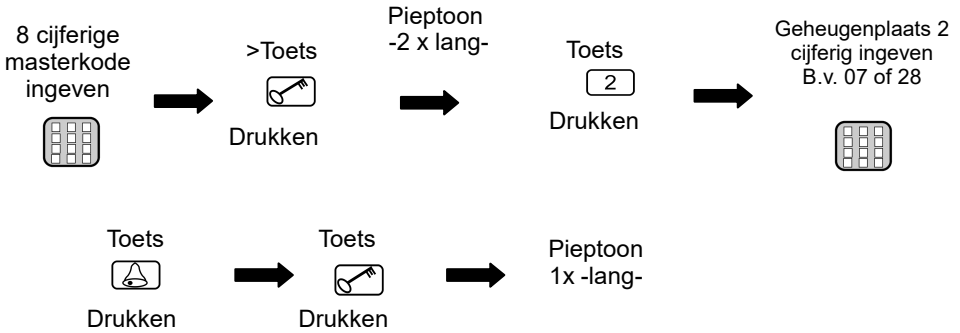 8 cijferige
masterkode
ingeven
>Toets
Drukken
Pieptoon
-2 x lang-
Toets
2
Drukken
Geheugenplaats 2
cijferig ingeven
B.v. 07 of 28
Toets
Drukken
Toets
Drukken
Pieptoon
1x -lang-